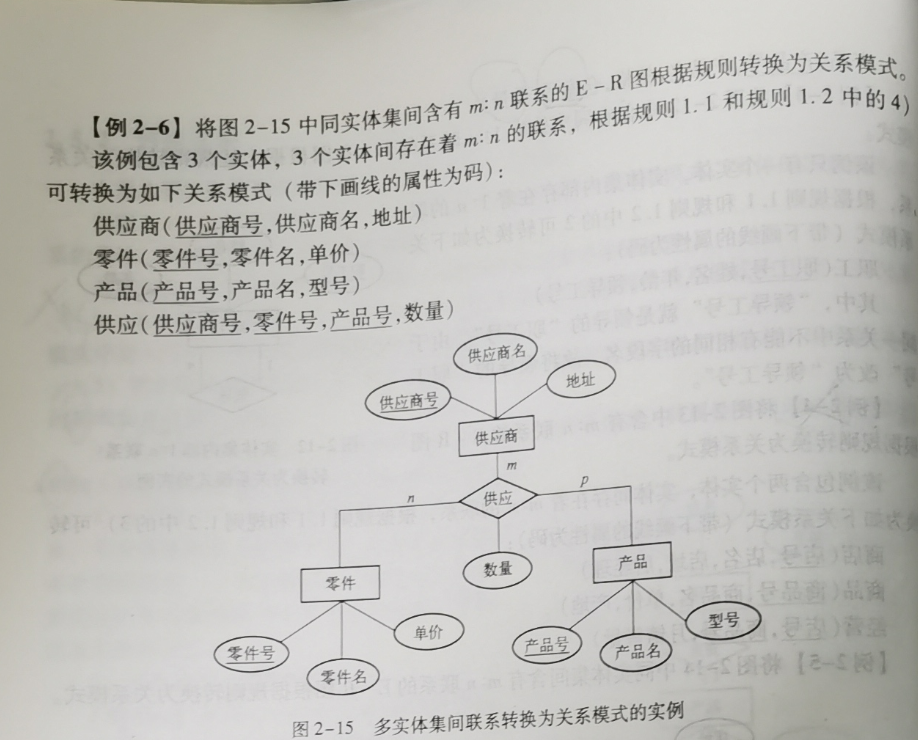 【例2-6】将图2-15中同实体集间含有m∶n联系的E-R图根据规则转换为关系模式。
该例包含3个实体，3个实体间存在着m∶n的联系，根据规则1.1和规则1.2中的4)
可转换为如下关系模式（带下画线的属性为码）：
供应商(供应商号,供应商名,地址)
零件(零件号,零件名,单价)
产品(产品号,产品名,型号)
供应(供应商号,零件号,产品号,数量)
供应商名
供应商号
地址
供应商
m
n
供应
p
零件
数量
产品
零件号
零件名
单价
产品号
产品名
型号
图2-15 多实体集间联系转换为关系模式的实例